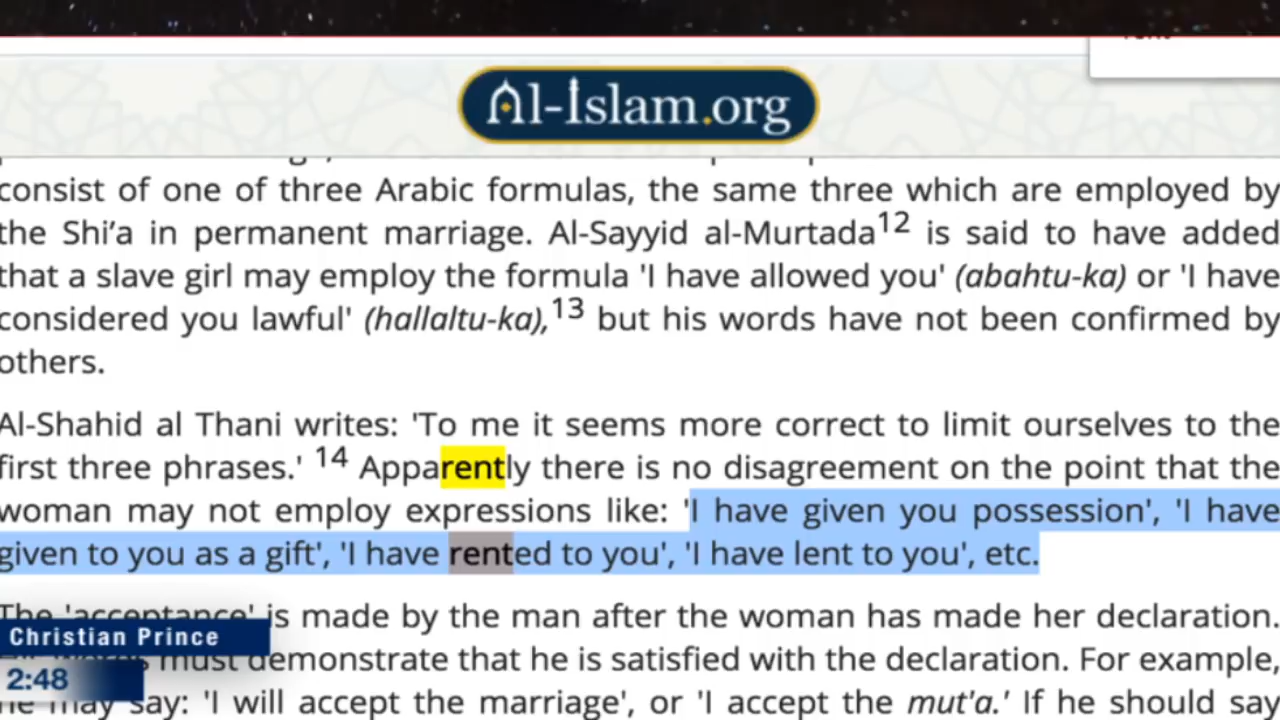 Al-Islam.org
consist of one of three Arabic formulas, the same three which are employed by
the Shi’a in permanent marriage. Al-Sayyid al-Murtada12 is said to have added
that a slave girl may employ the formula 'I have allowed you' (abahtu-ka) or 'I have
considered you lawful' (hallaltu-ka),13 but his words have not been confirmed by
others.
Al-Shahid al Thani writes: 'To me it seems more correct to limit ourselves to the
first three phrases.' 14 Apparently there is no disagreement on the point that the
woman may not employ expressions like: 'I have given you possession', 'I have
given to you as a gift', 'I have rented to you', 'I have lent to you', etc.
The 'acceptance' is made by the man after the woman has made her declaration.
Christian Prince
must demonstrate that he is satisfied with the declaration. For example,
2:48
he may say: 'I will accept the marriage', or 'I accept the mut'a.' If he should say